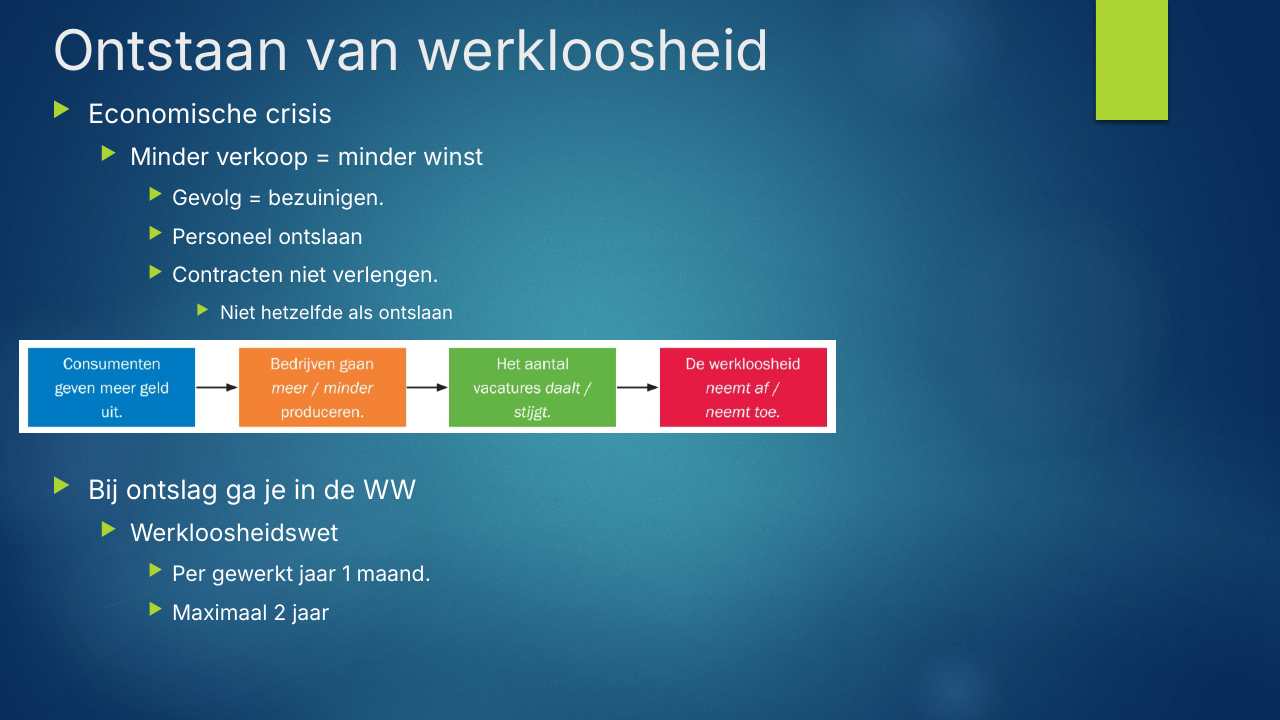 Ontstaan van werkloosheid
Economische crisis
Minder verkoop = minder winst
Gevolg = bezuinigen.
Personeel ontslaan
Contracten niet verlengen.
Niet hetzelfde als ontslaan
Consumenten
geven meer geld
uit.
Bedrijven gaan
meer / minder
produceren.
Het aantal
vacatures daalt /
stijgt.
De werkloosheid
neemt af /
neemt toe.
Bij ontslag ga je in de WW
Werkloosheidswet
Per gewerkt jaar 1 maand.
Maximaal 2 jaar